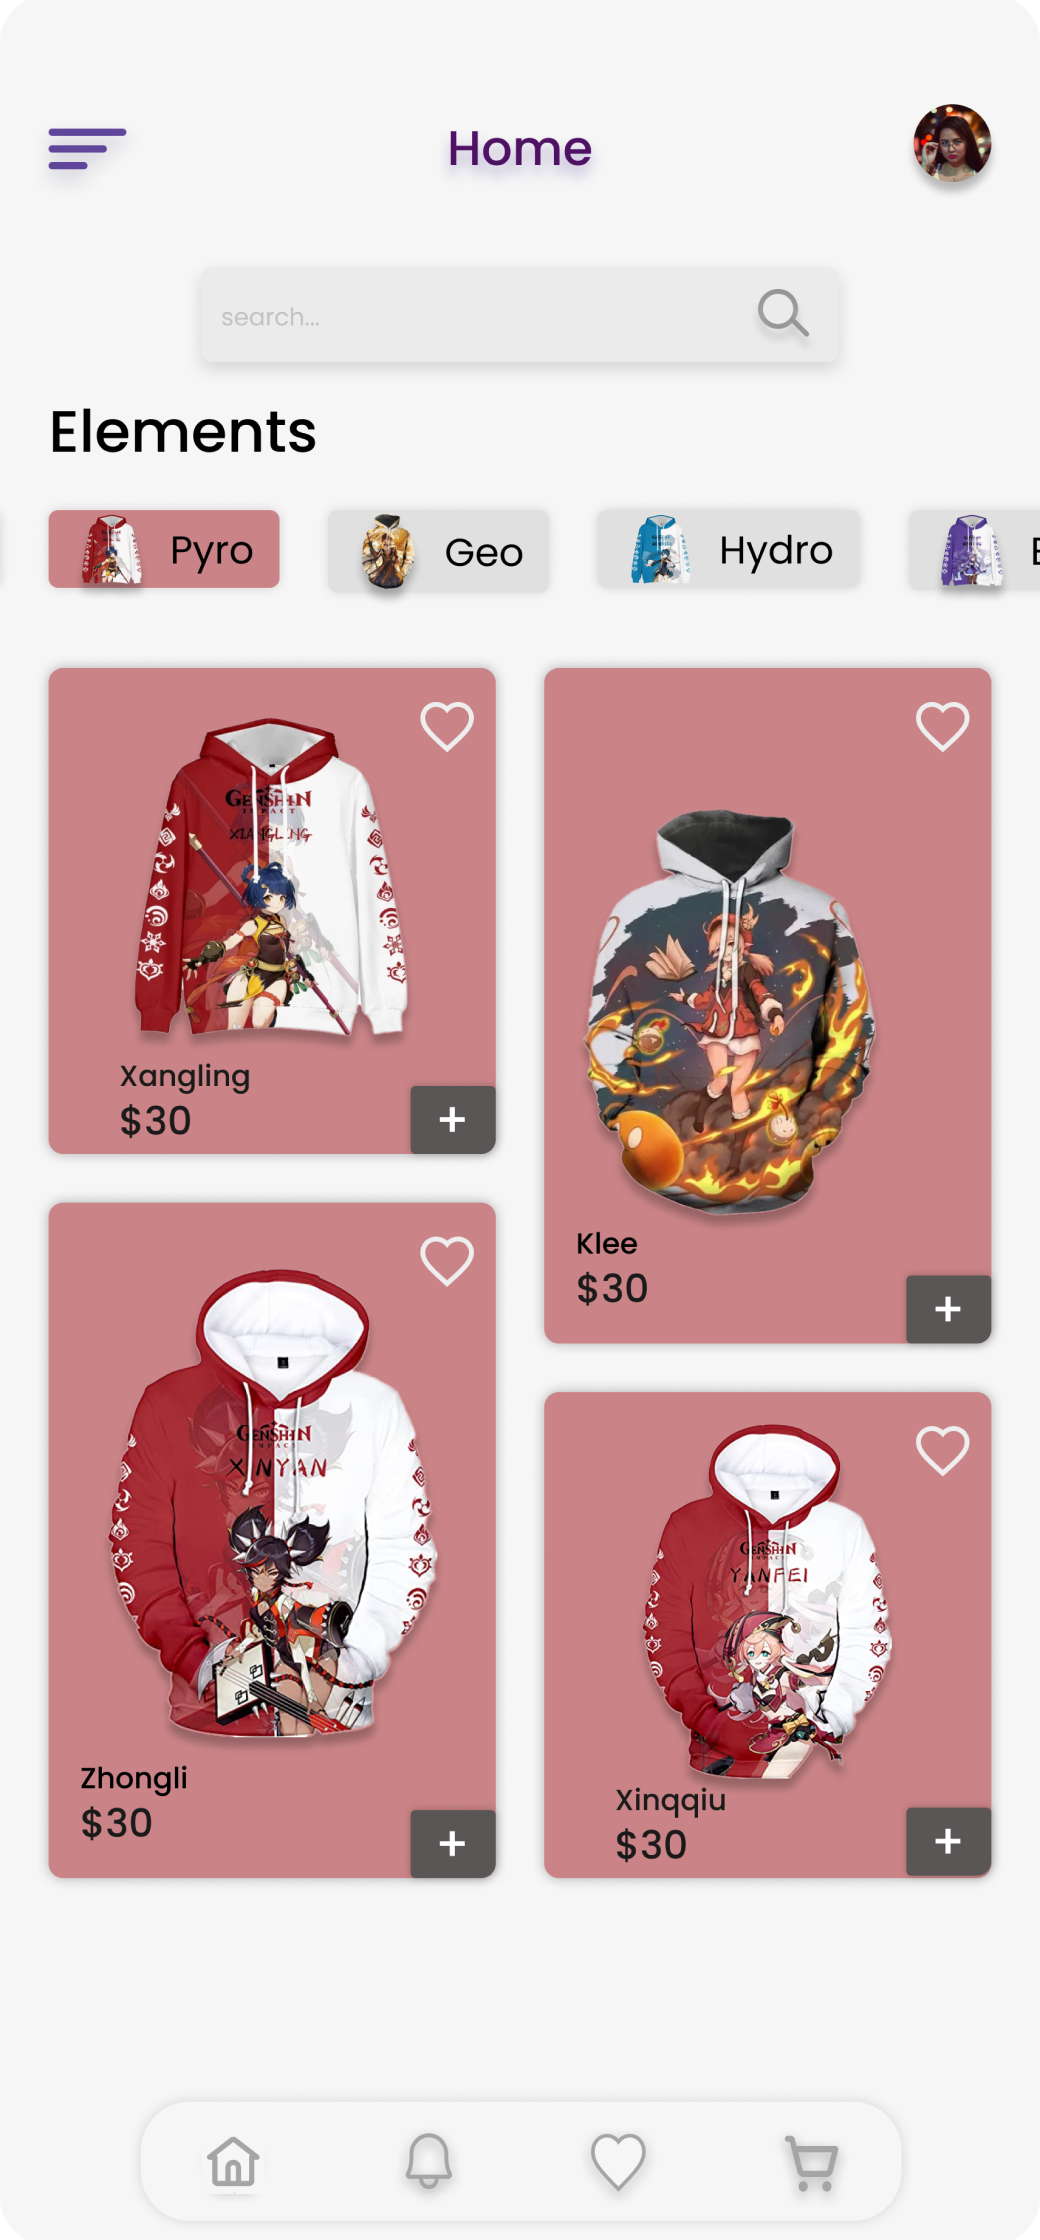 Home
search...
Elements
Pyro
Geo
Hydro
E
GENSHIN
IMPACT
XIANGLING
Xangling
$30
+
Klee
$30
+
GENSHIN
IMPACT
XINYAN
Zhongli
$30
+
GENSHIN
IMPACT
YANFEI
Xinqqiu
$30
+